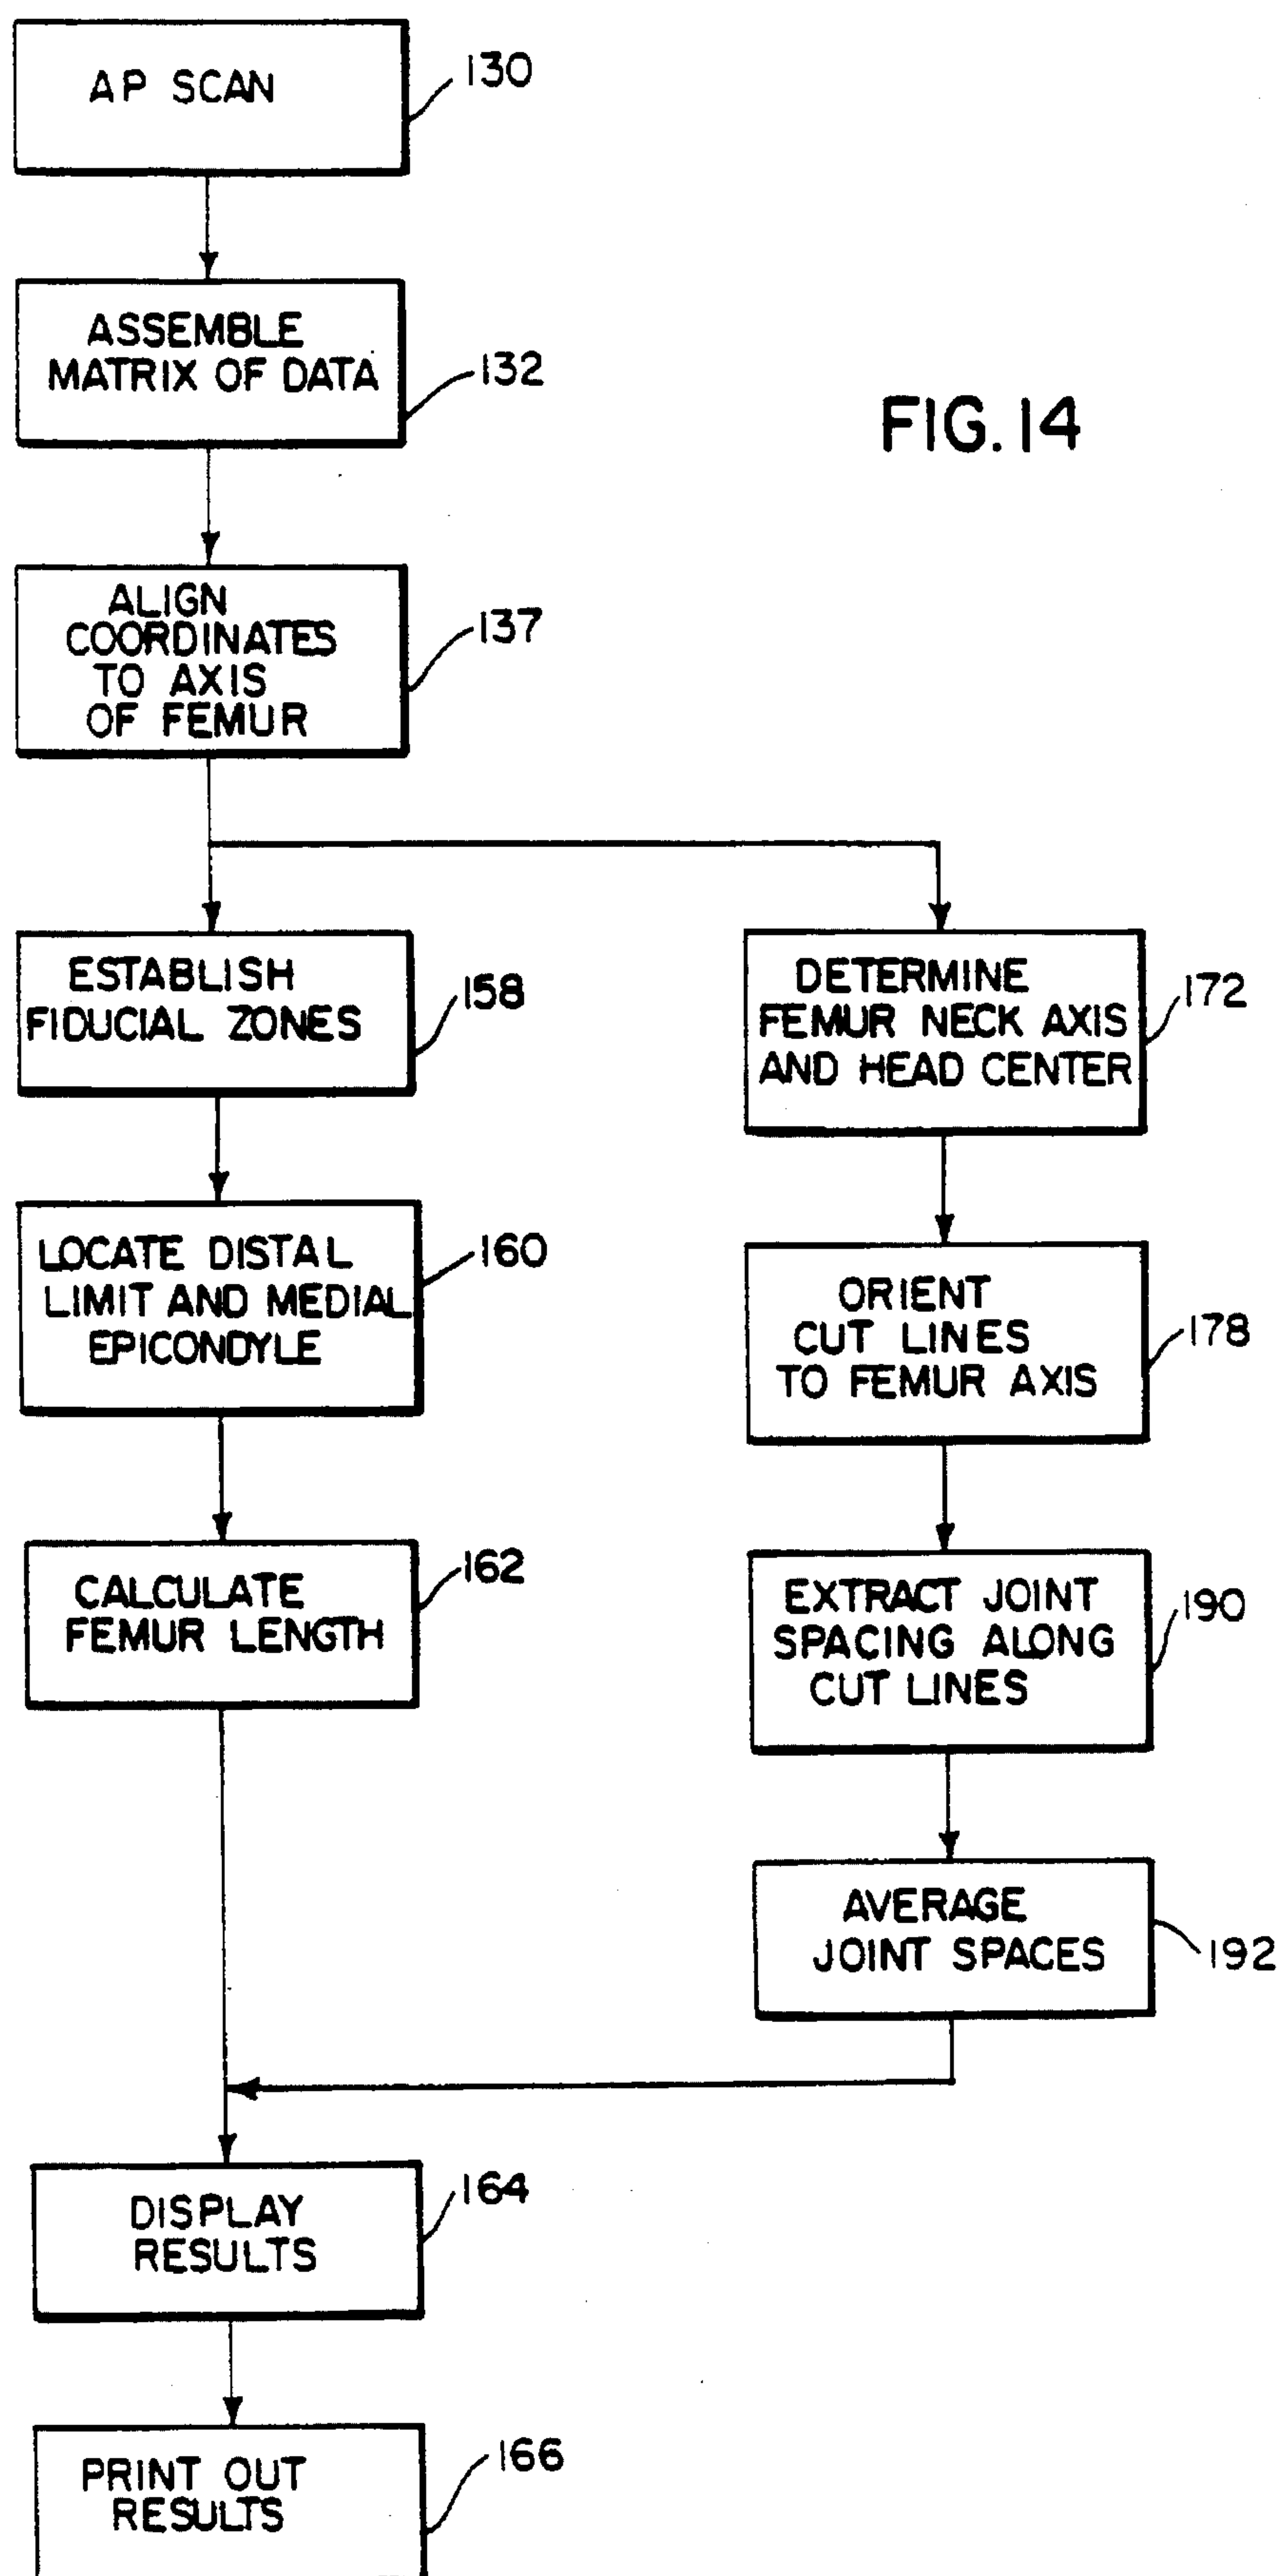 AP SCAN
130
ASSEMBLE
MATRIX OF DATA
132
FIG. 14
ALIGN
COORDINATES
TO AXIS
OF FEMUR
137
ESTABLISH
FIDUCIAL ZONES
158
LOCATE DISTAL
LIMIT AND MEDIAL
EPICONDYLE
160
CALCULATE
FEMUR LENGTH
162
DETERMINE
FEMUR NECK AXIS
AND HEAD CENTER
172
ORIENT
CUT LINES
TO FEMUR AXIS
178
EXTRACT JOINT
SPACING ALONG
CUT LINES
190
AVERAGE
JOINT SPACES
192
DISPLAY
RESULTS
164
PRINT OUT
RESULTS
166